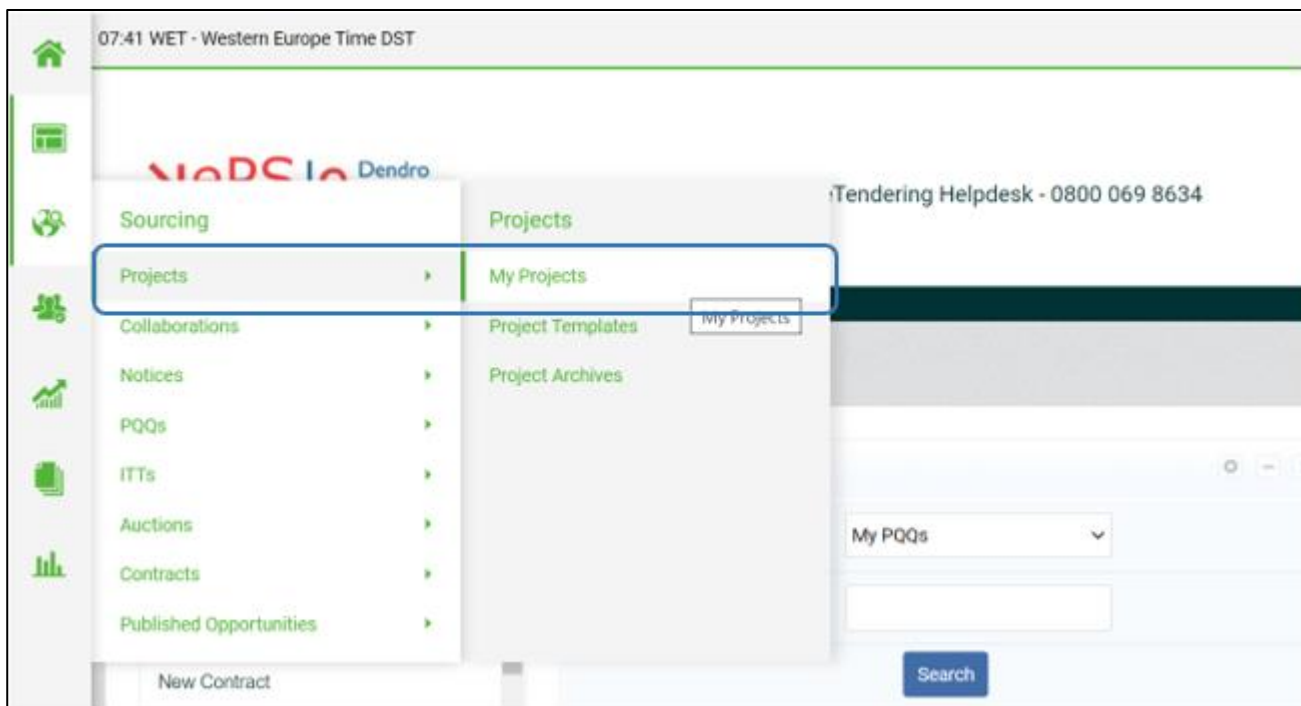 07:41 WET - Western Europe Time DST
Dendro
Tendering Helpdesk - 0800 069 8634
Sourcing
Projects
Projects
My Projects
My Projects
Collaborations
Project Templates
Notices
Project Archives
PQQs
ITTs
Auctions
My PQQs
Contracts
Published Opportunities
New Contract
Search